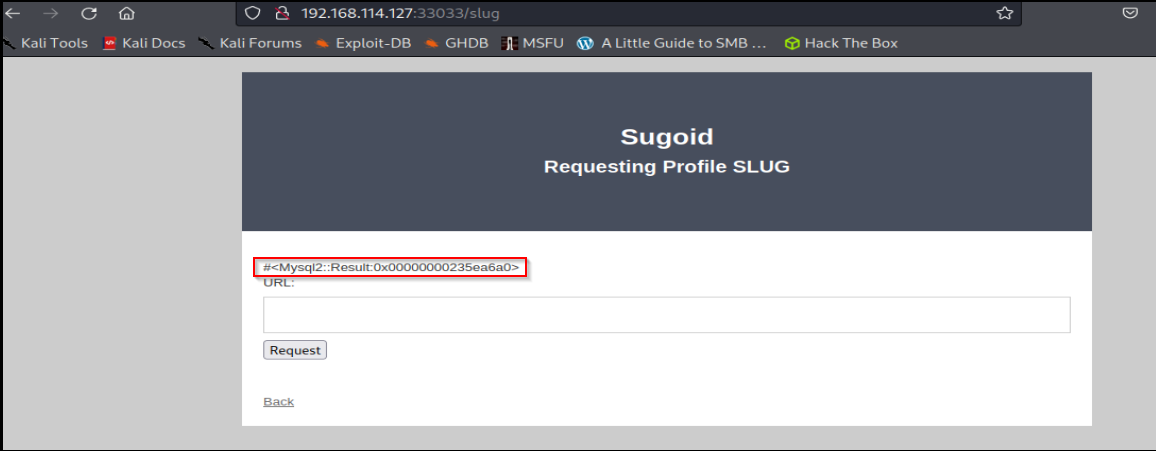 192.168.114.127:33033/slug
Kali Tools Kali Docs Kali Forums Exploit-DB GHDB MSFU A Little Guide to SMB ... Hack The Box
Sugoid
Requesting Profile SLUG
#<Mysql2::Result:0x00000000235ea6a0>
URL:
Request
Back